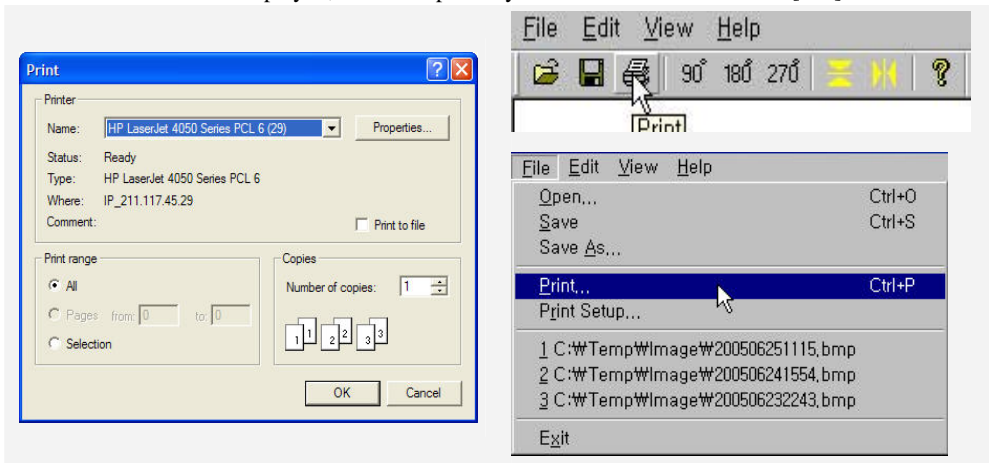 Print
Printer
Name: HP LaserJet 4050 Series PCL 6 (29) Properties...
Status: Ready
Type: HP LaserJet 4050 Series PCL 6
Where: IP_211.117.45.29
Comment: Print to file
Print range
All
Pages from: 0 to: 0
Selection
Copies
Number of copies: 1
1 1 2 2 3 3
OK Cancel
File Edit View Help
90° 180° 270° ?
Print
File Edit View Help
Open... Ctrl+O
Save Ctrl+S
Save As...
Print... Ctrl+P
Print Setup...
1 C:₩Temp₩Image₩200506251115.bmp
2 C:₩Temp₩Image₩200506241554.bmp
3 C:₩Temp₩Image₩200506232243.bmp
Exit